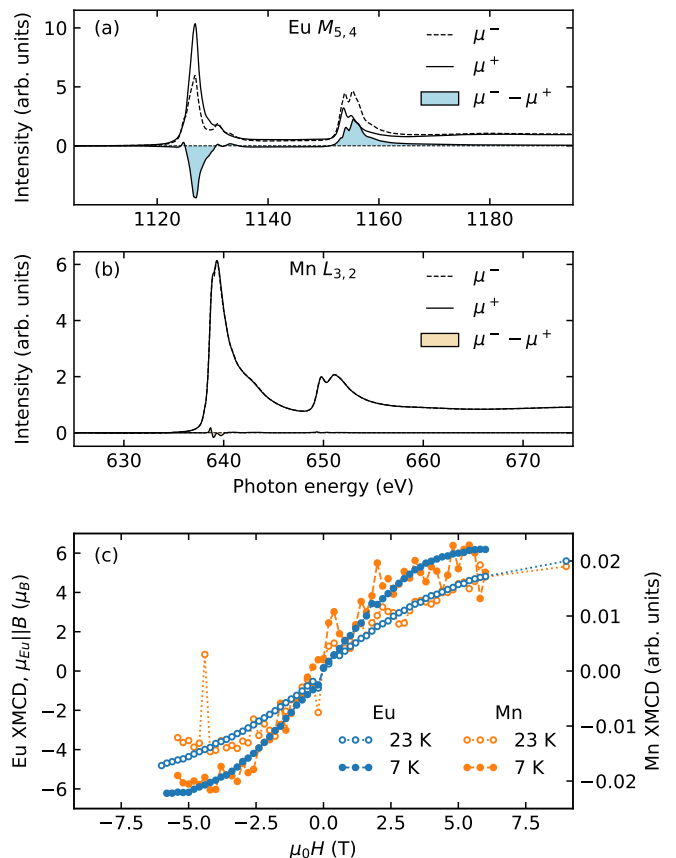 (a)
Eu M5,4
μ−
μ+
μ− − μ+
Intensity (arb. units)
10
5
0
1120
1140
1160
1180
(b)
Mn L3,2
μ−
μ+
μ− − μ+
Intensity (arb. units)
6
4
2
0
630
640
650
660
670
Photon energy (eV)
(c)
Eu XMCD, μEu||B (μB)
6
4
2
0
−2
−4
−6
Mn XMCD (arb. units)
0.02
0.01
0.00
−0.01
−0.02
Eu Mn
23 K 23 K
7 K 7 K
−7.5
−5.0
−2.5
0.0
2.5
5.0
7.5
μ0H (T)